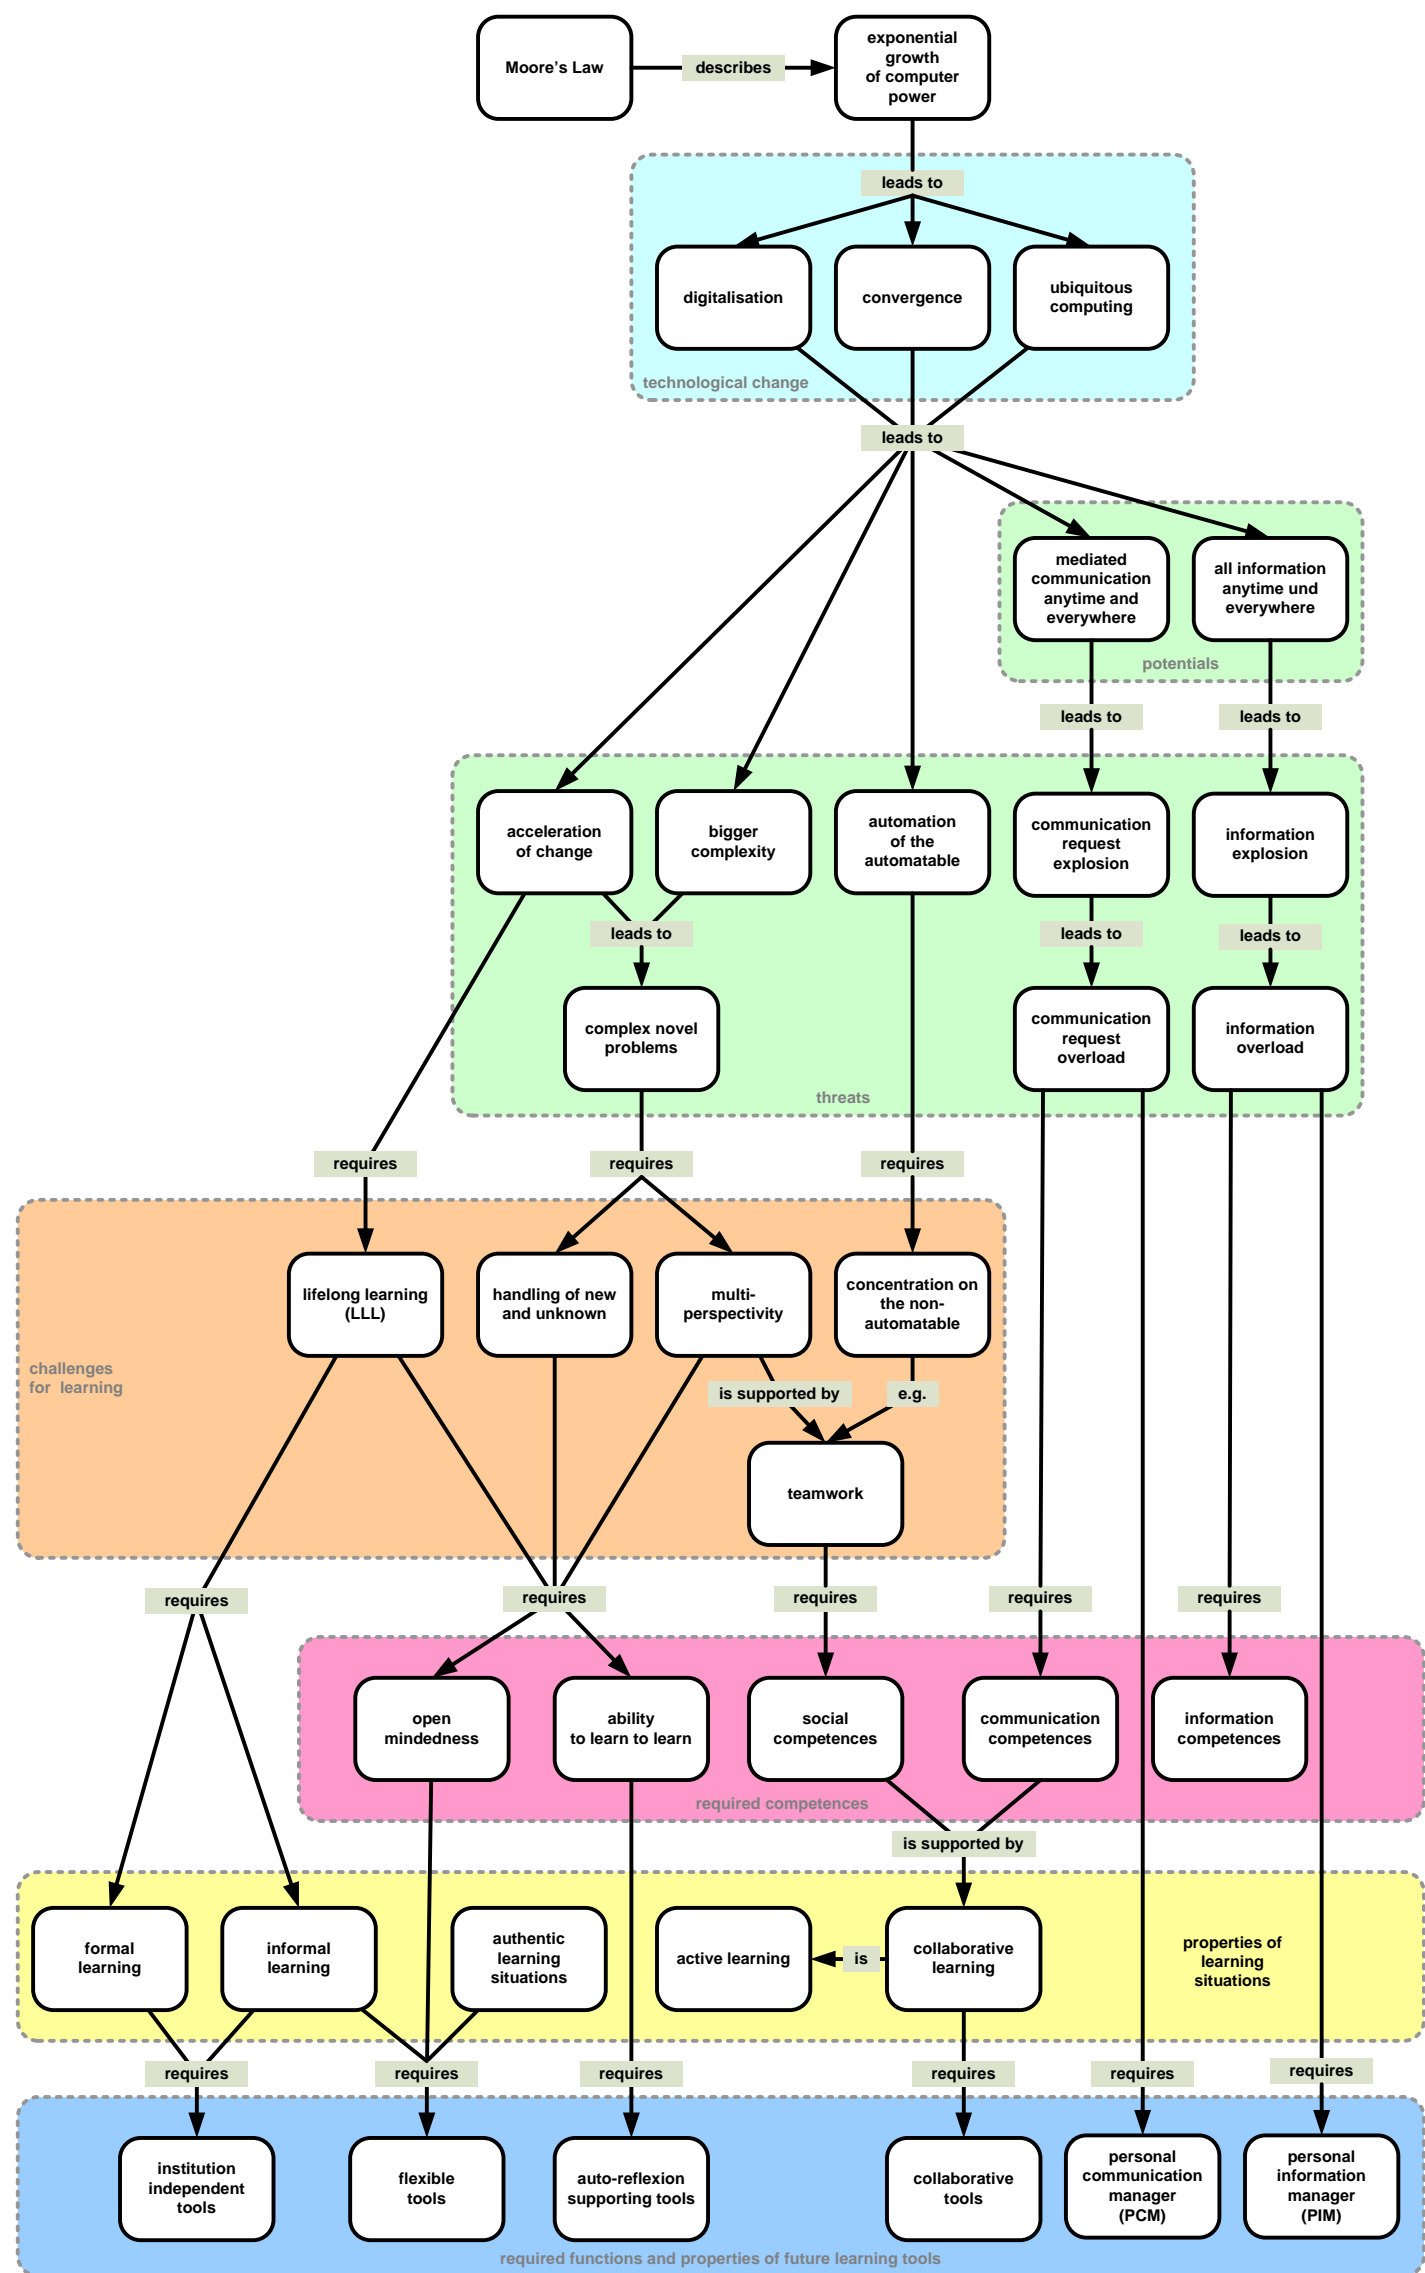 Moore's Law
describes
exponential
growth
of computer
power
leads to
digitalisation
convergence
ubiquitous
computing
technological change
leads to
mediated
communication
anytime and
everywhere
all information
anytime und
everywhere
potentials
leads to
leads to
acceleration
of change
bigger
complexity
automation
of the
automatable
communication
request
explosion
information
explosion
leads to
leads to
leads to
complex novel
problems
communication
request
overload
information
overload
threats
requires
requires
requires
lifelong learning
(LLL)
handling of new
and unknown
multi-
perspectivity
concentration on
the non-
automatable
challenges
for learning
is supported by
e.g.
teamwork
requires
requires
requires
requires
requires
open
mindedness
ability
to learn to learn
social
competences
communication
competences
information
competences
required competences
is supported by
formal
learning
informal
learning
authentic
learning
situations
active learning
is
collaborative
learning
properties of
learning
situations
requires
requires
requires
requires
requires
requires
institution
independent
tools
flexible
tools
auto-reflexion
supporting tools
collaborative
tools
personal
communication
manager
(PCM)
personal
information
manager
(PIM)
required functions and properties of future learning tools